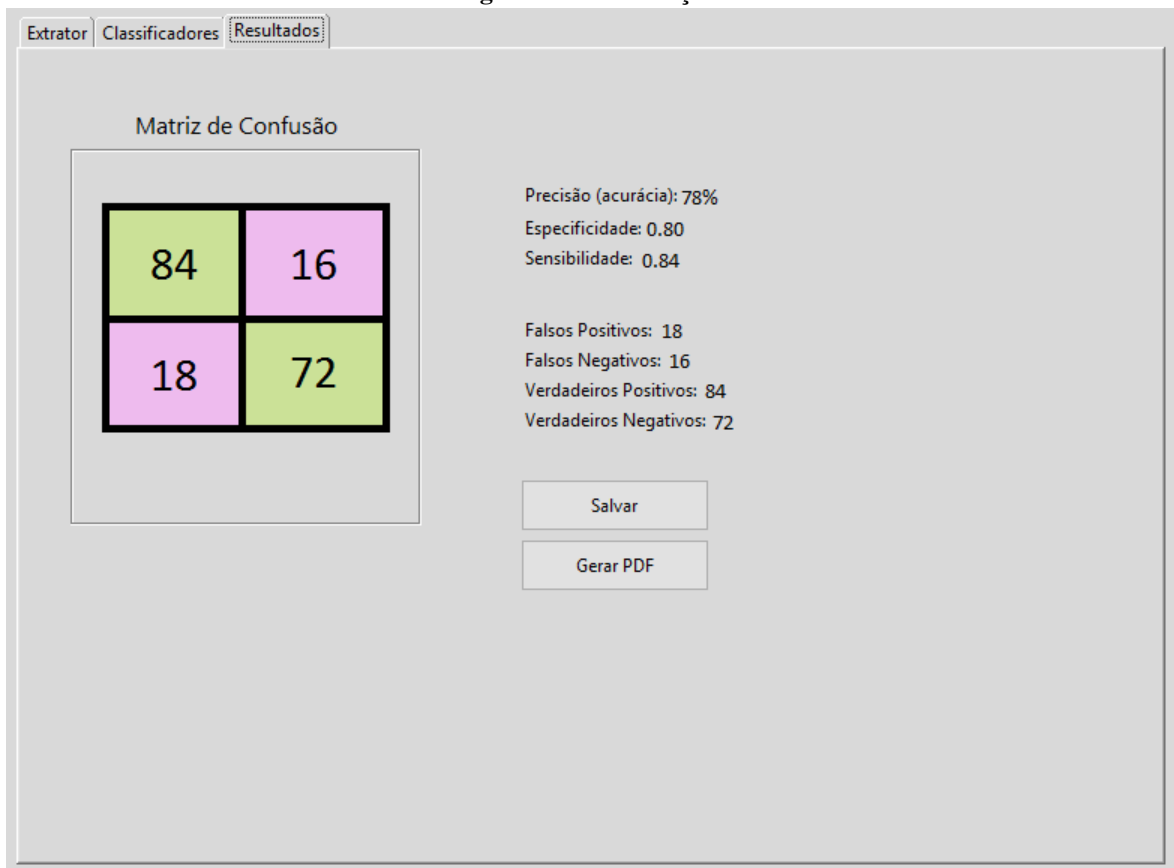 Extrator Classificadores Resultados
Matriz de Confusão
84 16
18 72
Precisão (acurácia): 78%
Especificidade: 0.80
Sensibilidade: 0.84
Falsos Positivos: 18
Falsos Negativos: 16
Verdadeiros Positivos: 84
Verdadeiros Negativos: 72
Salvar
Gerar PDF